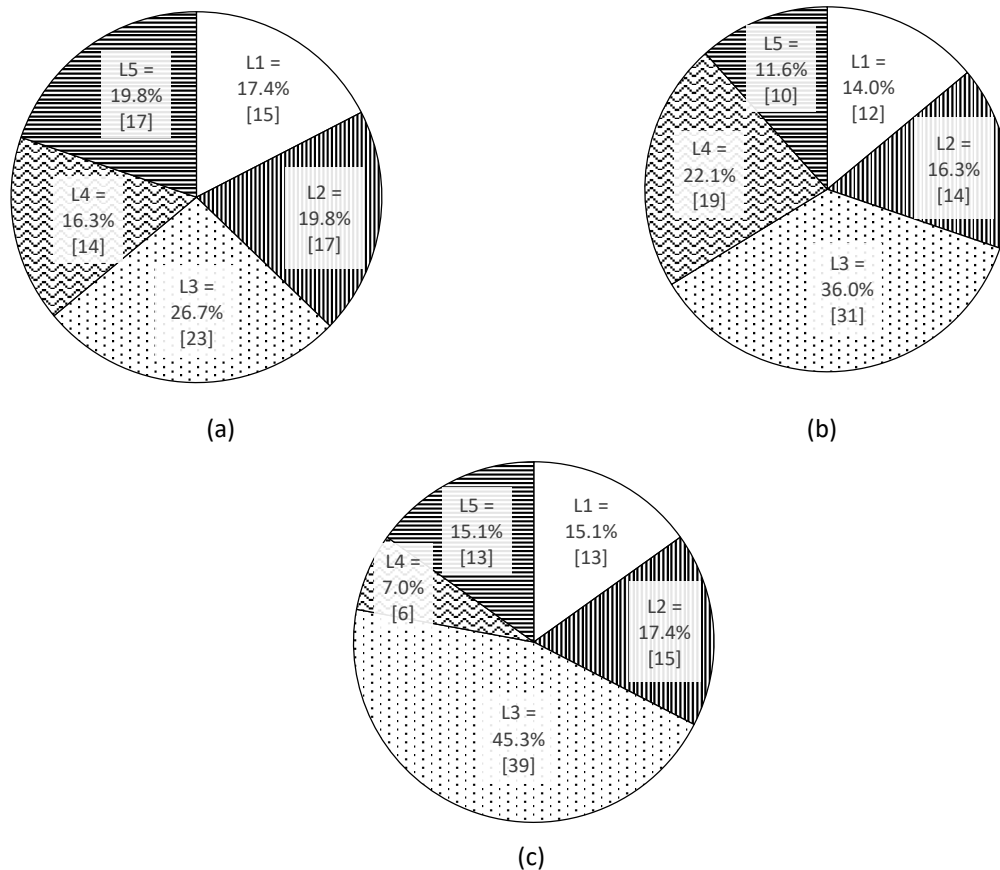 L1 =
17.4%
[15]
L2 =
19.8%
[17]
L3 =
26.7%
[23]
L4 =
16.3%
[14]
L5 =
19.8%
[17]
(a)
L1 =
14.0%
[12]
L2 =
16.3%
[14]
L3 =
36.0%
[31]
L4 =
22.1%
[19]
L5 =
11.6%
[10]
(b)
L1 =
15.1%
[13]
L2 =
17.4%
[15]
L3 =
45.3%
[39]
L4 =
7.0%
[6]
L5 =
15.1%
[13]
(c)